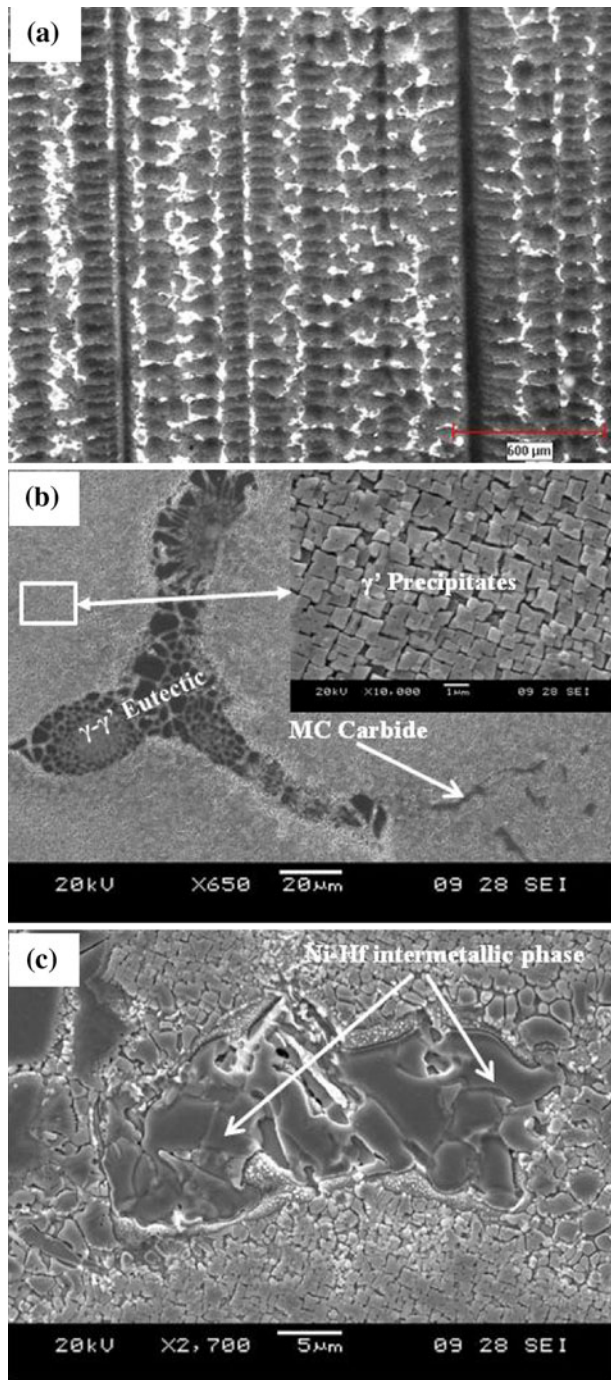 (a)
600 µm
(b)
γ' Precipitates
20kV X10,000 1µm 09 28 SEI
γ-γ' Eutectic
MC Carbide
20kV X650 20µm 09 28 SEI
(c)
Ni-Hf intermetallic phase
20kV X2,700 5µm 09 28 SEI